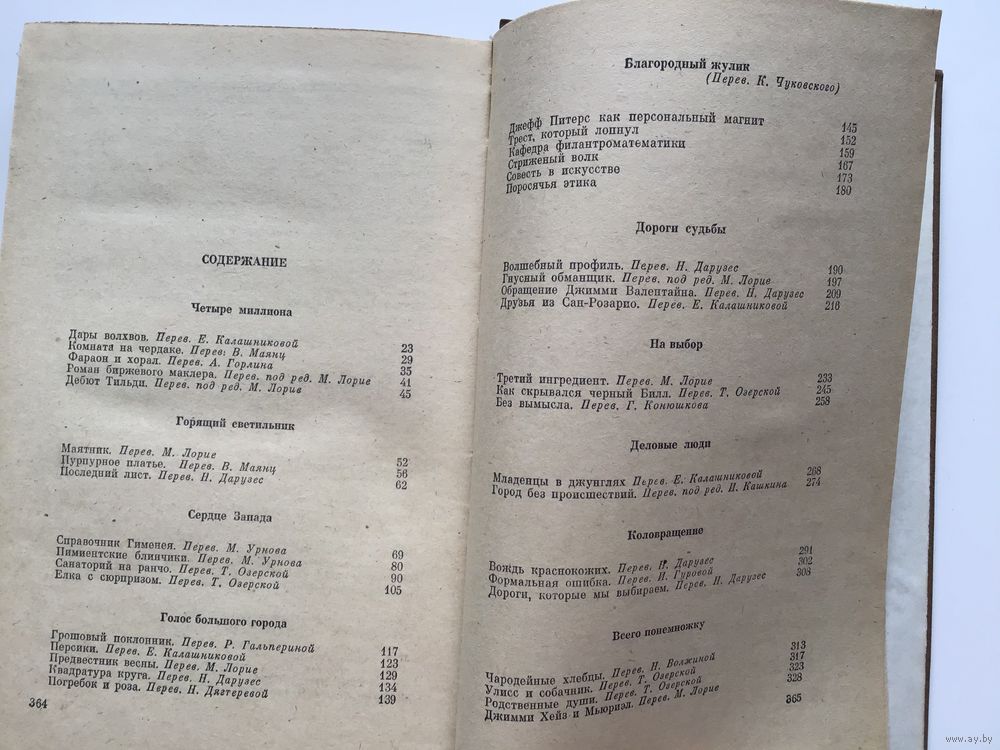 СОДЕРЖАНИЕ
Четыре миллиона
Дары волхвов. Перев. Е. Калашниковой 23
Комната на чердаке. Перев. В. Маянц 29
Фараон и хорал. Перев. А. Горлина 35
Роман биржевого маклера. Перев. под ред. М. Лорие 41
Дебют Тильди. Перев. под ред. М. Лорие 45
Горящий светильник
Маятник. Перев. М. Лорие 52
Пурпурное платье. Перев. В. Маянц 56
Последний лист. Перев. Н. Дарузес 62
Сердце Запада
Справочник Гименея. Перев. М. Урнова 69
Пимиентские блинчики. Перев. М. Урнова 80
Санаторий на ранчо. Перев. Т. Озерской 90
Елка с сюрпризом. Перев. Т. Озерской 105
Голос большого города
Грошовый поклонник. Перев. Р. Гальпериной 117
Персики. Перев. Е. Калашниковой 123
Предвестник весны. Перев. М. Лорие 129
Квадратура круга. Перев. Н. Дарузес 134
Погребок и роза. Перев. Н. Дягтеревой 139
364
Благородный жулик
(Перев. К. Чуковского)
Джефф Питерс как персональный магнит 145
Трест, который лопнул 152
Кафедра филантроматематики 159
Стриженый волк 167
Совесть в искусстве 173
Поросячья этика 180
Дороги судьбы
Волшебный профиль. Перев. Н. Дарузес 190
Гнусный обманщик. Перев. под ред. М. Лорие 197
Обращение Джимми Валентайна. Перев. Н. Дарузес 209
Друзья из Сан-Розарио. Перев. Е. Калашниковой 216
На выбор
Третий ингредиент. Перев. М. Лорие 233
Как скрывался черный Билл. Перев. Т. Озерской 245
Без вымысла. Перев. Г. Конюшкова 258
Деловые люди
Младенцы в джунглях Перев. Е. Калашниковой 268
Город без происшествий. Перев. под ред. И. Кашкина 274
Коловращение
Вождь краснокожих. Перев. Н. Дарузес 291
Формальная ошибка. Перев. И. Гуровой 302
Дороги, которые мы выбираем. Перев. Н. Дарузес 308
Всего понемножку
Чародейные хлебцы. Перев. Н. Волжиной 313
Улисс и собачник. Перев. Т. Озерской 317
Родственные души. Перев. Т. Озерской 323
Джимми Хейз и Мьюриэл. Перев. М. Лорие 328
365
www.ay.by